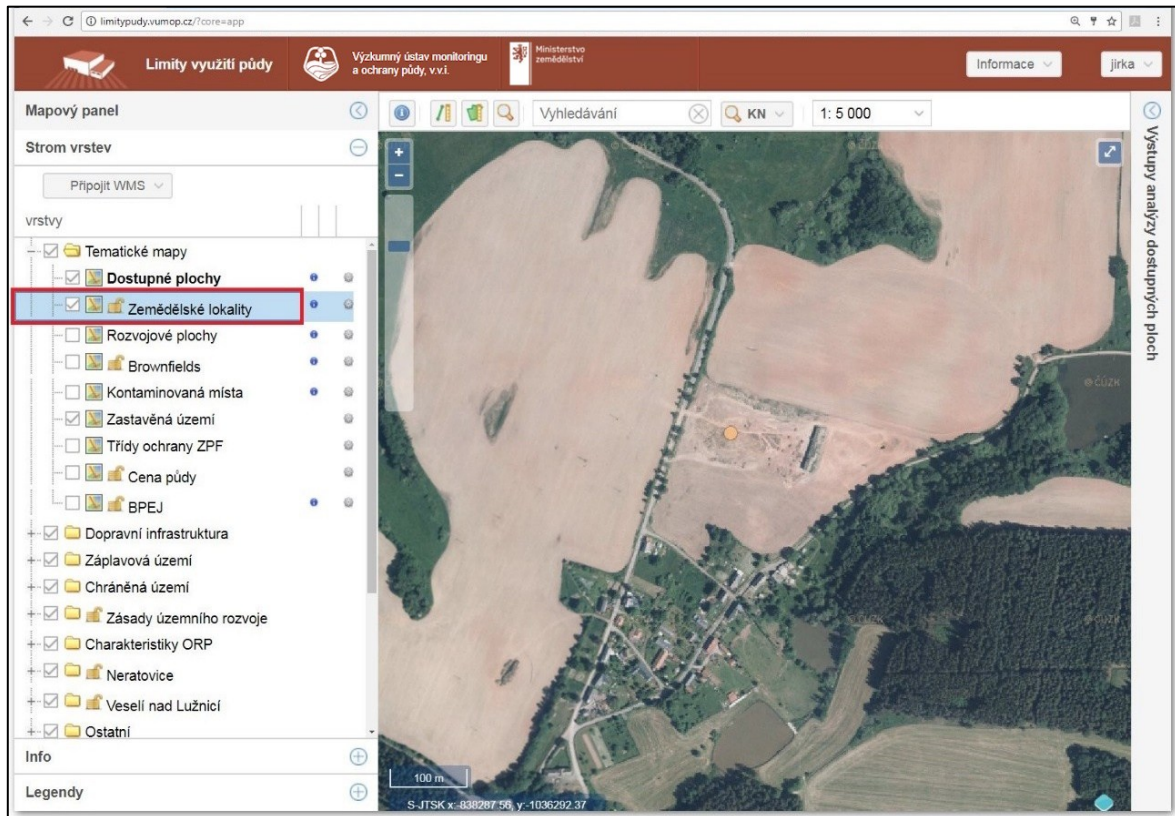 limitypudy.vumop.cz/?core=app
Limity využití půdy
Výzkumný ústav monitoringu
a ochrany půdy, v.v.i.
Ministerstvo
zemědělství
Informace
jirka
Mapový panel
Vyhledávání
KN
1: 5 000
Strom vrstev
Připojit WMS
vrstvy
Tematické mapy
Dostupné plochy
Zemědělské lokality
Rozvojové plochy
Brownfields
Kontaminovaná místa
Zastavěná území
Třídy ochrany ZPF
Cena půdy
BPEJ
Dopravní infrastruktura
Záplavová území
Chráněná území
Zásady územního rozvoje
Charakteristiky ORP
Neratovice
Veselí nad Lužnicí
Ostatní
Info
Legendy
Výstupy analýzy dostupných ploch
© ČÚZK
100 m
S-JTSK x:-838287.56, y:-1036292.37